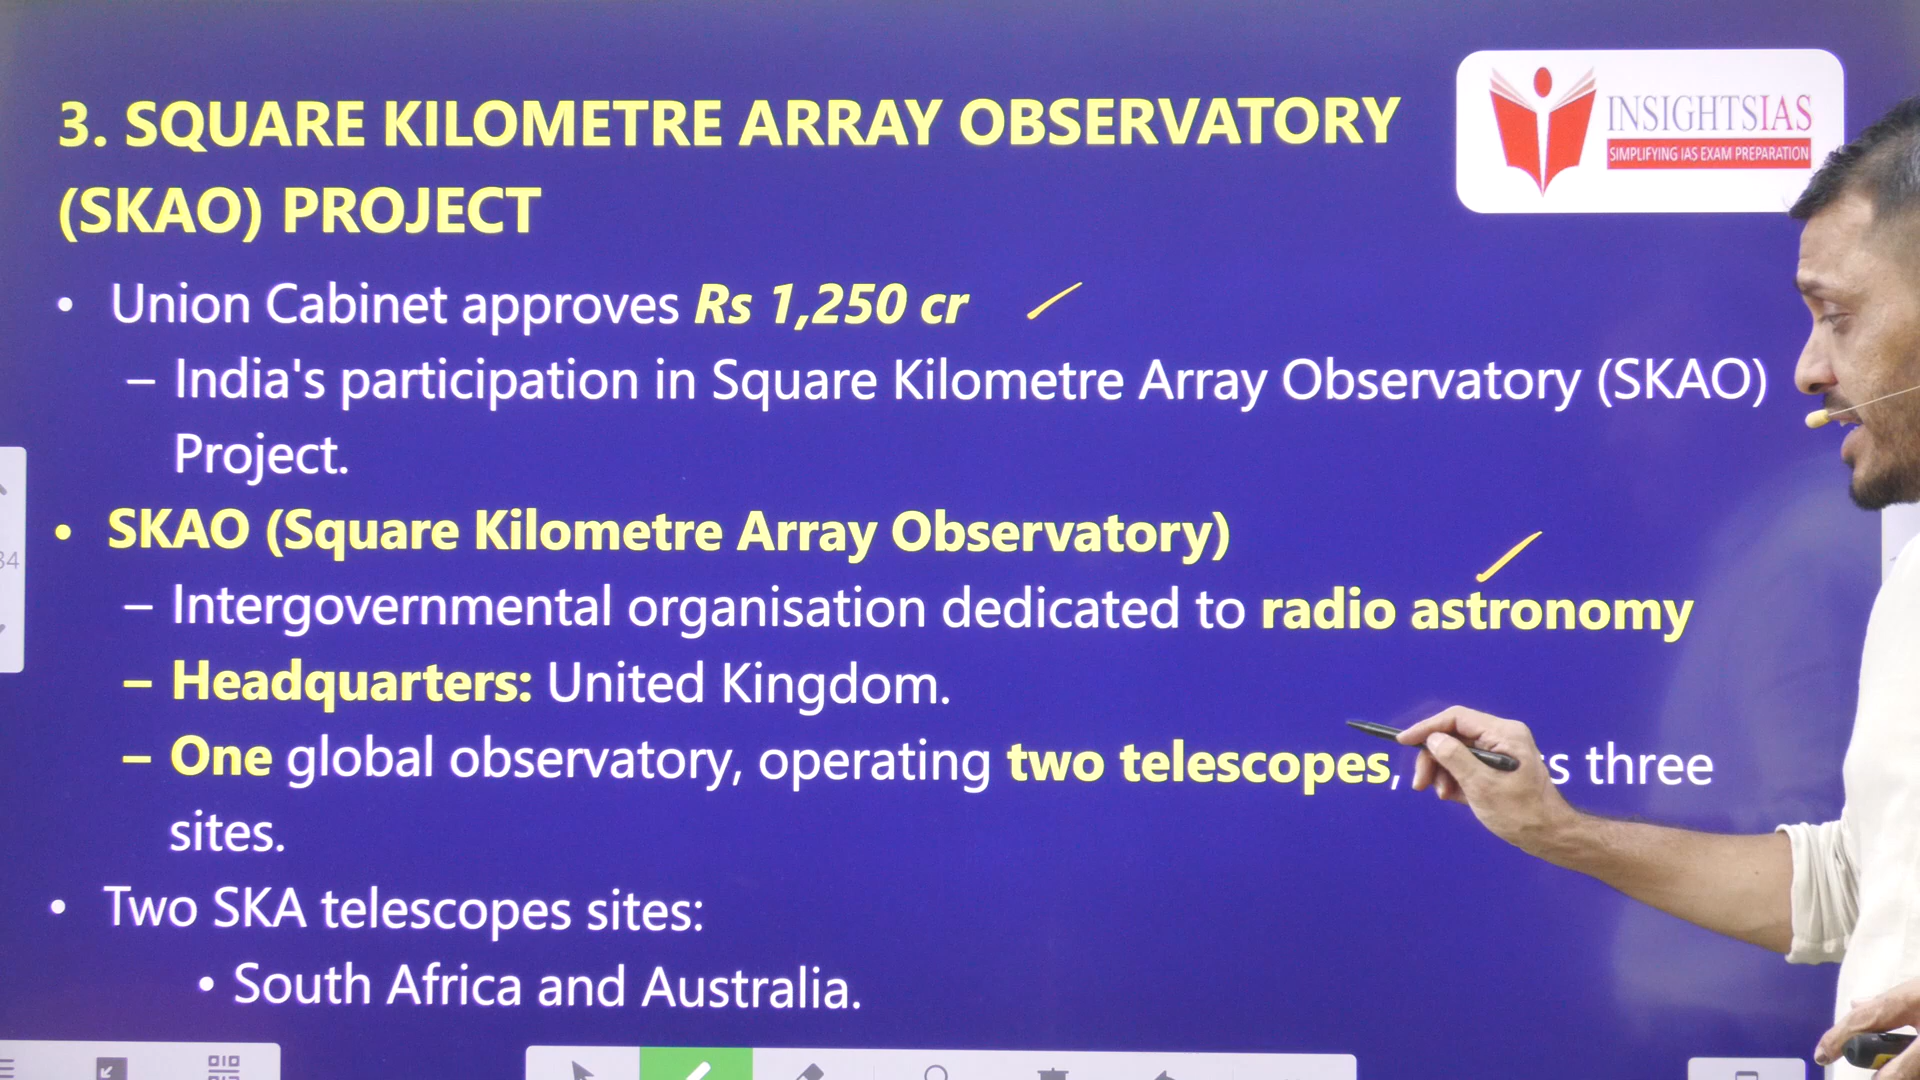 3. SQUARE KILOMETRE ARRAY OBSERVATORY
(SKAO) PROJECT
INSIGHTSIAS
SIMPLIFYING IAS EXAM PREPARATION
• Union Cabinet approves Rs 1,250 cr
– India's participation in Square Kilometre Array Observatory (SKAO)
Project.
• SKAO (Square Kilometre Array Observatory)
– Intergovernmental organisation dedicated to radio astronomy
– Headquarters: United Kingdom.
– One global observatory, operating two telescopes, three
sites.
• Two SKA telescopes sites:
• South Africa and Australia.